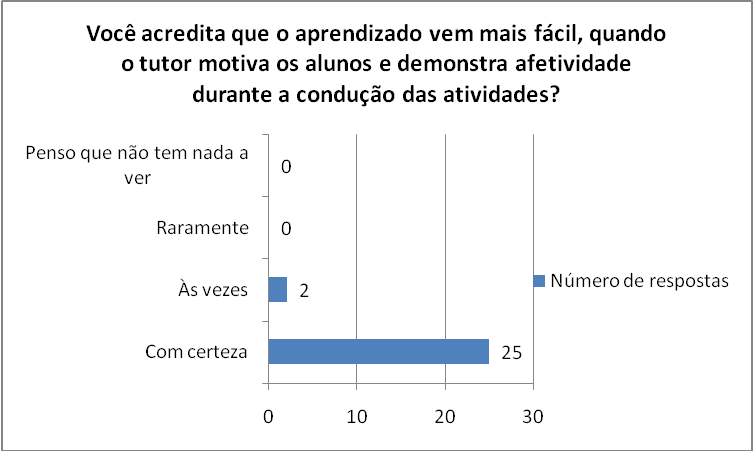 Você acredita que o aprendizado vem mais fácil, quando
o tutor motiva os alunos e demonstra afetividade
durante a condução das atividades?
Penso que não tem nada a
ver
0
Raramente
0
Às vezes
2
Com certeza
25
Número de respostas
0
10
20
30